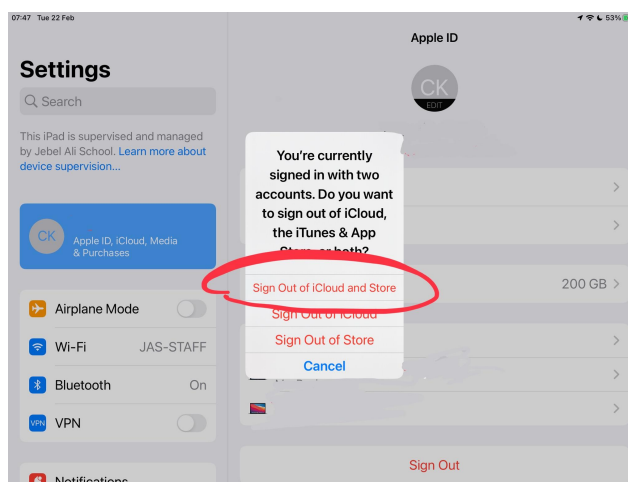 07:47 Tue 22 Feb
53%
Apple ID
Settings
CK
EDIT
Search
This iPad is supervised and managed
by Jebel Ali School. Learn more about
device supervision...
CK
Apple ID, iCloud, Media
& Purchases
You're currently
signed in with two
accounts. Do you want
to sign out of iCloud,
the iTunes & App
Store, or both?
Sign Out of iCloud and Store
Sign Out of iCloud
Sign Out of Store
Cancel
200 GB
Airplane Mode
Wi-Fi JAS-STAFF
Bluetooth On
VPN VPN
Notifications
Sign Out